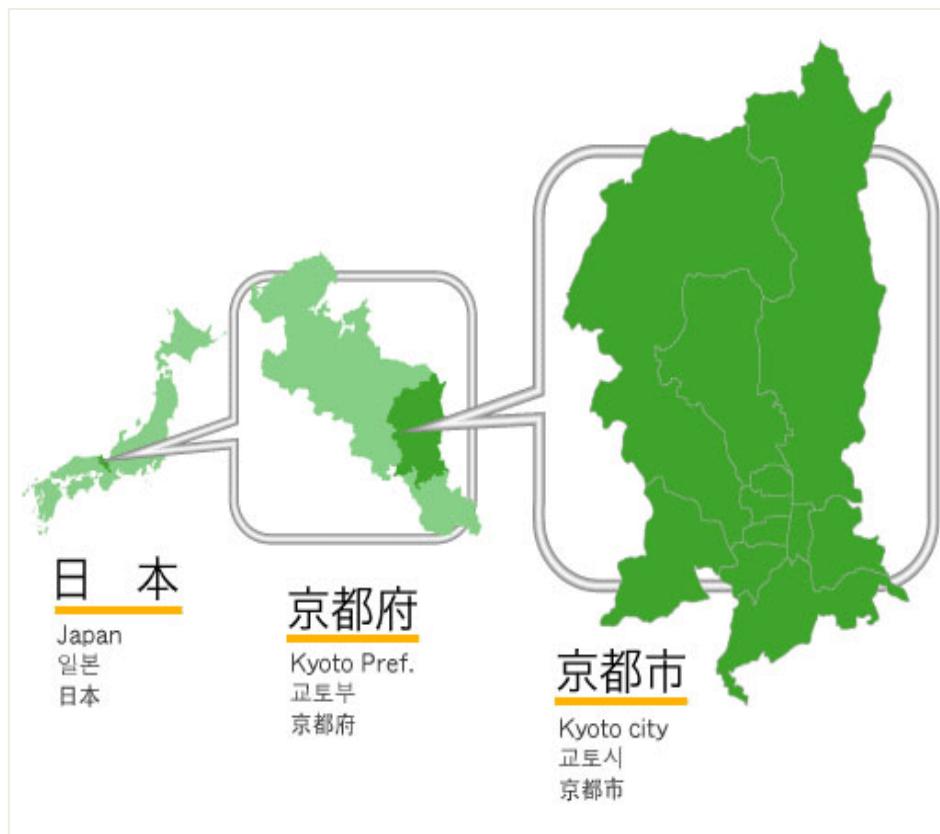 日 本
Japan
일본
日本
京都府
Kyoto Pref.
교토부
京都府
京都市
Kyoto city
교토시
京都市